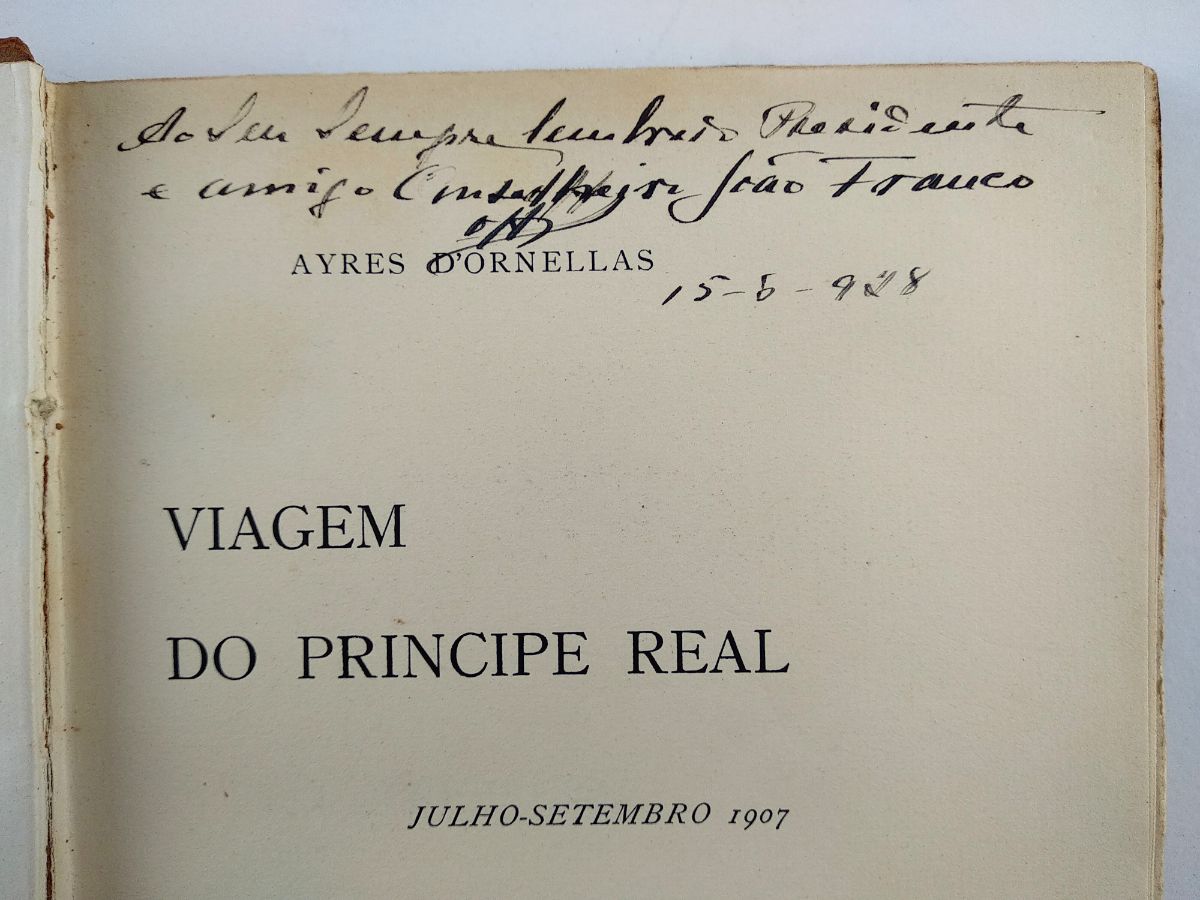 Ao Seu Sempre lembrado Presidente
e amigo Conselheiro João Franco
AYRES D'ORNELLAS
15-5-928
VIAGEM
DO PRINCIPE REAL
JULHO-SETEMBRO 1907